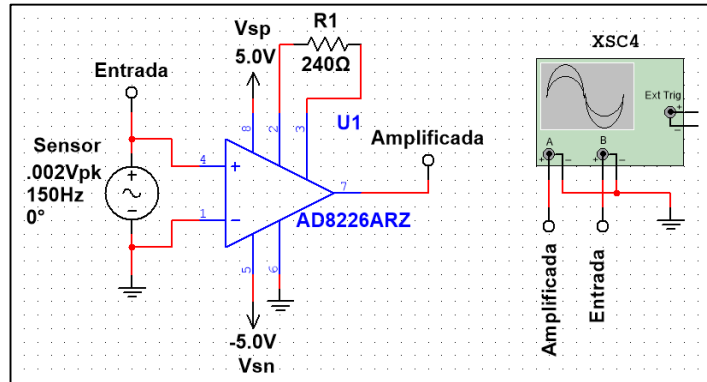 Vsp
5.0V
R1
240Ω
XSC4
Entrada
Ext Trig
+
-
U1
8
2
3
Amplificada
A
B
+
-
+
-
Sensor
.002Vpk
150Hz
0°
+
-
4
+
7
1
-
AD8226ARZ
5
6
-5.0V
Vsn
Amplificada
Entrada